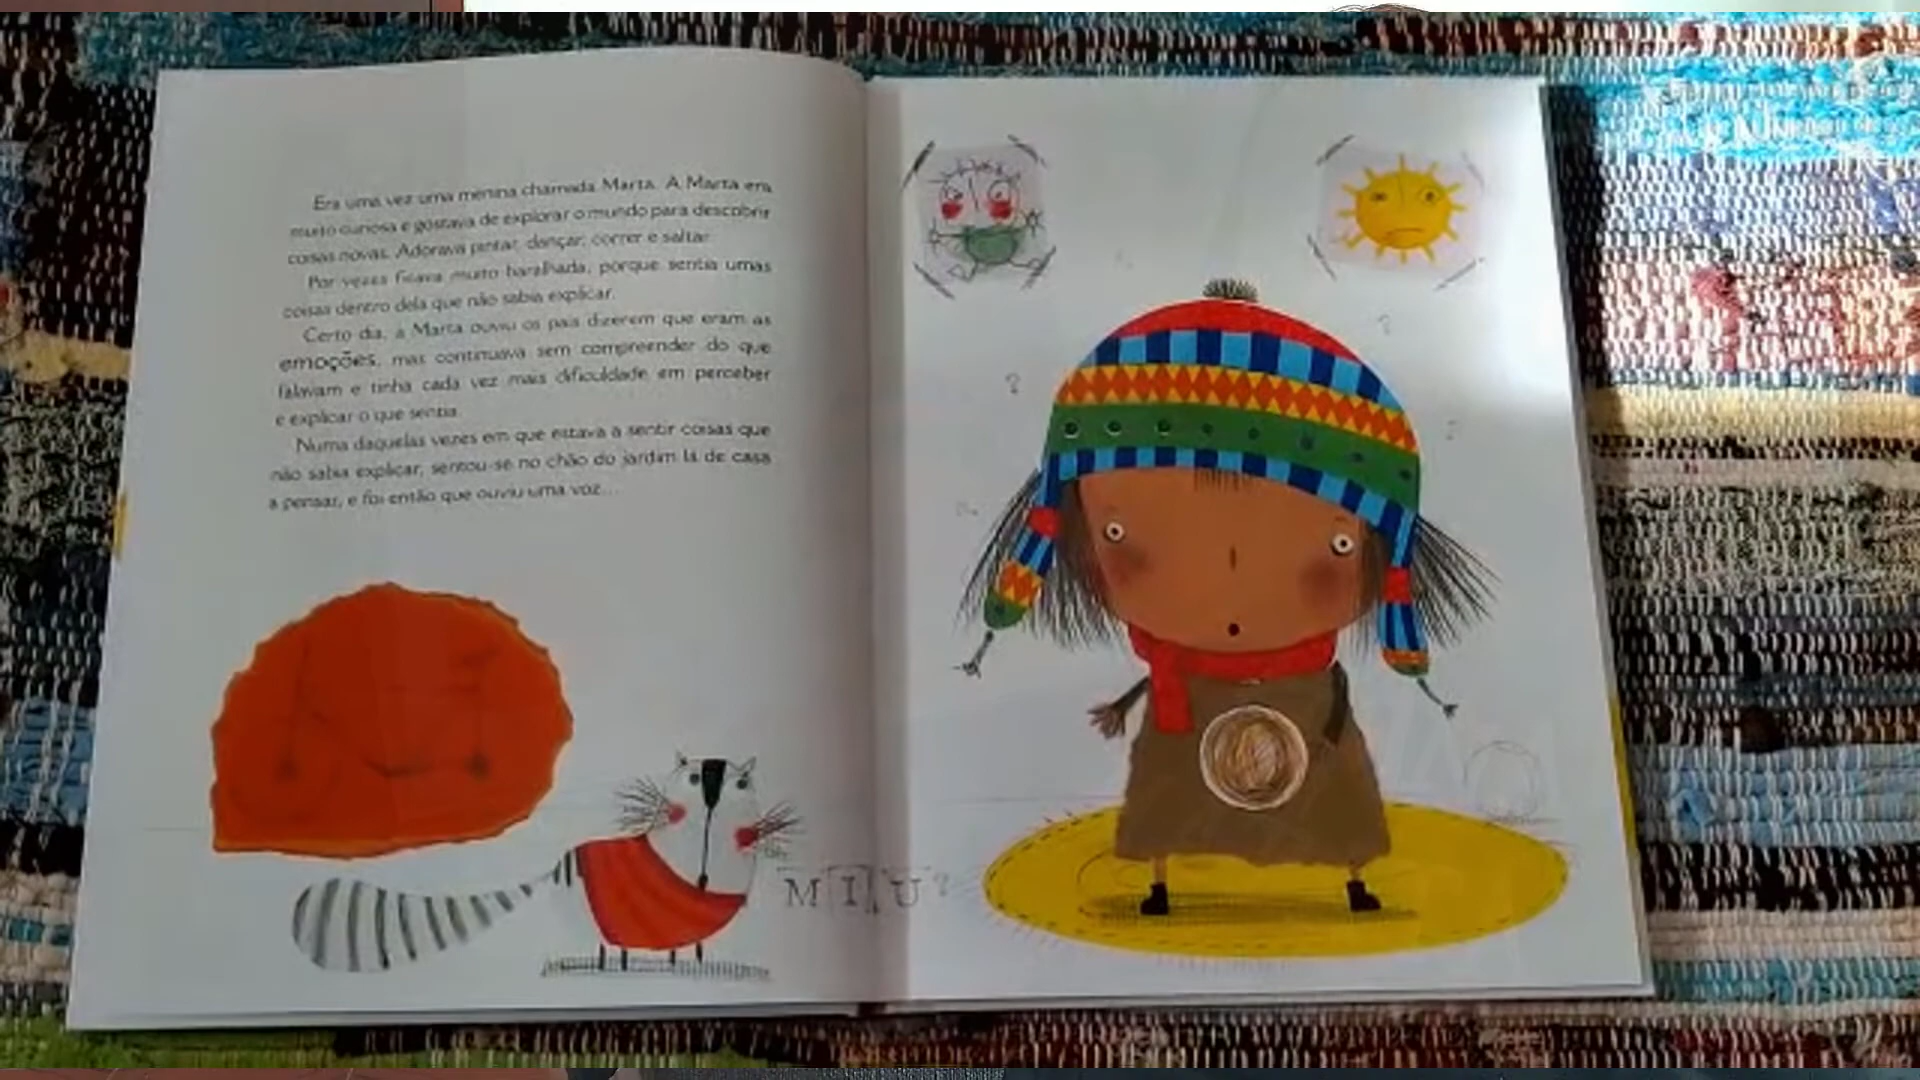 Era uma vez uma menina chamada Marta. A Marta era
muito curiosa e gostava de explorar o mundo para descobrir
coisas novas. Adorava pintar, dançar, correr e saltar.
Por vezes ficava muito baralhada, porque sentia umas
coisas dentro dela que não sabia explicar.
Certo dia, a Marta ouviu os pais dizerem que eram as
emoções, mas continuava sem compreender do que
falavam e tinha cada vez mais dificuldade em perceber
e explicar o que sentia.
Numa daquelas vezes em que estava a sentir coisas que
não sabia explicar, sentou-se no chão do jardim lá de casa
a pensar, e foi então que ouviu uma voz...
MIAU?